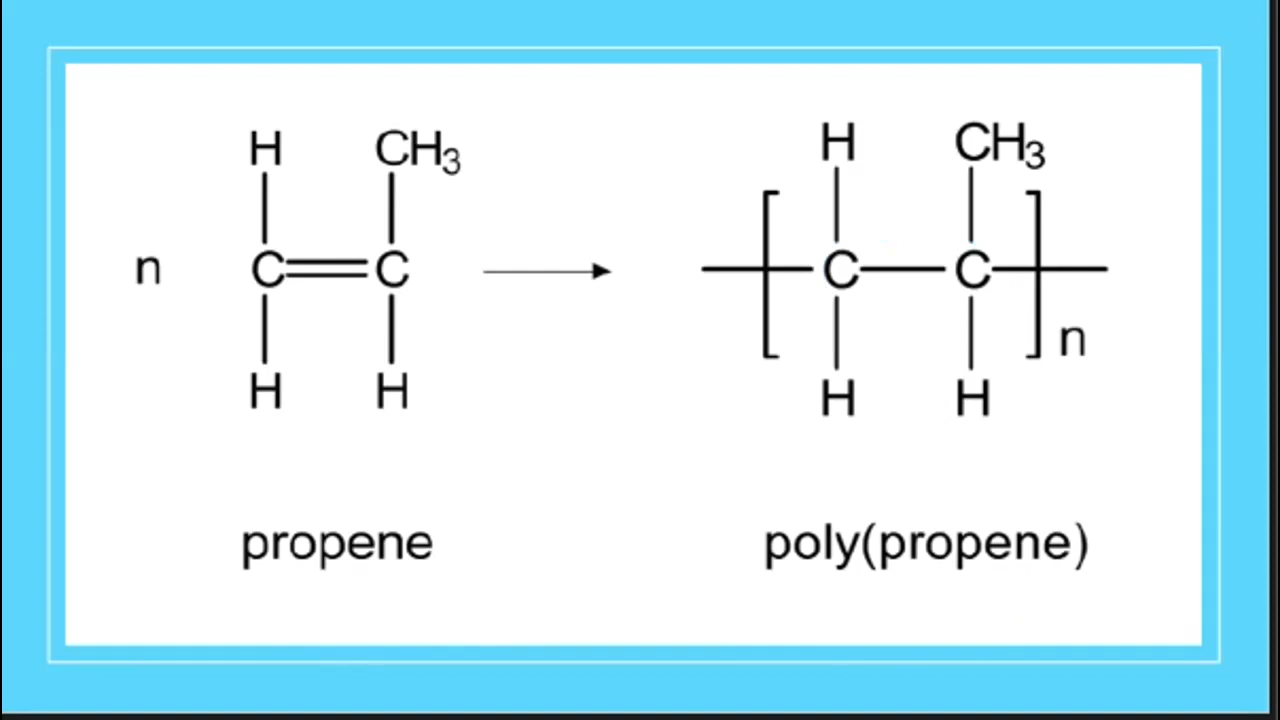 H CH₃ H CH₃
n C=C C C
n
H H H H
propene poly(propene)